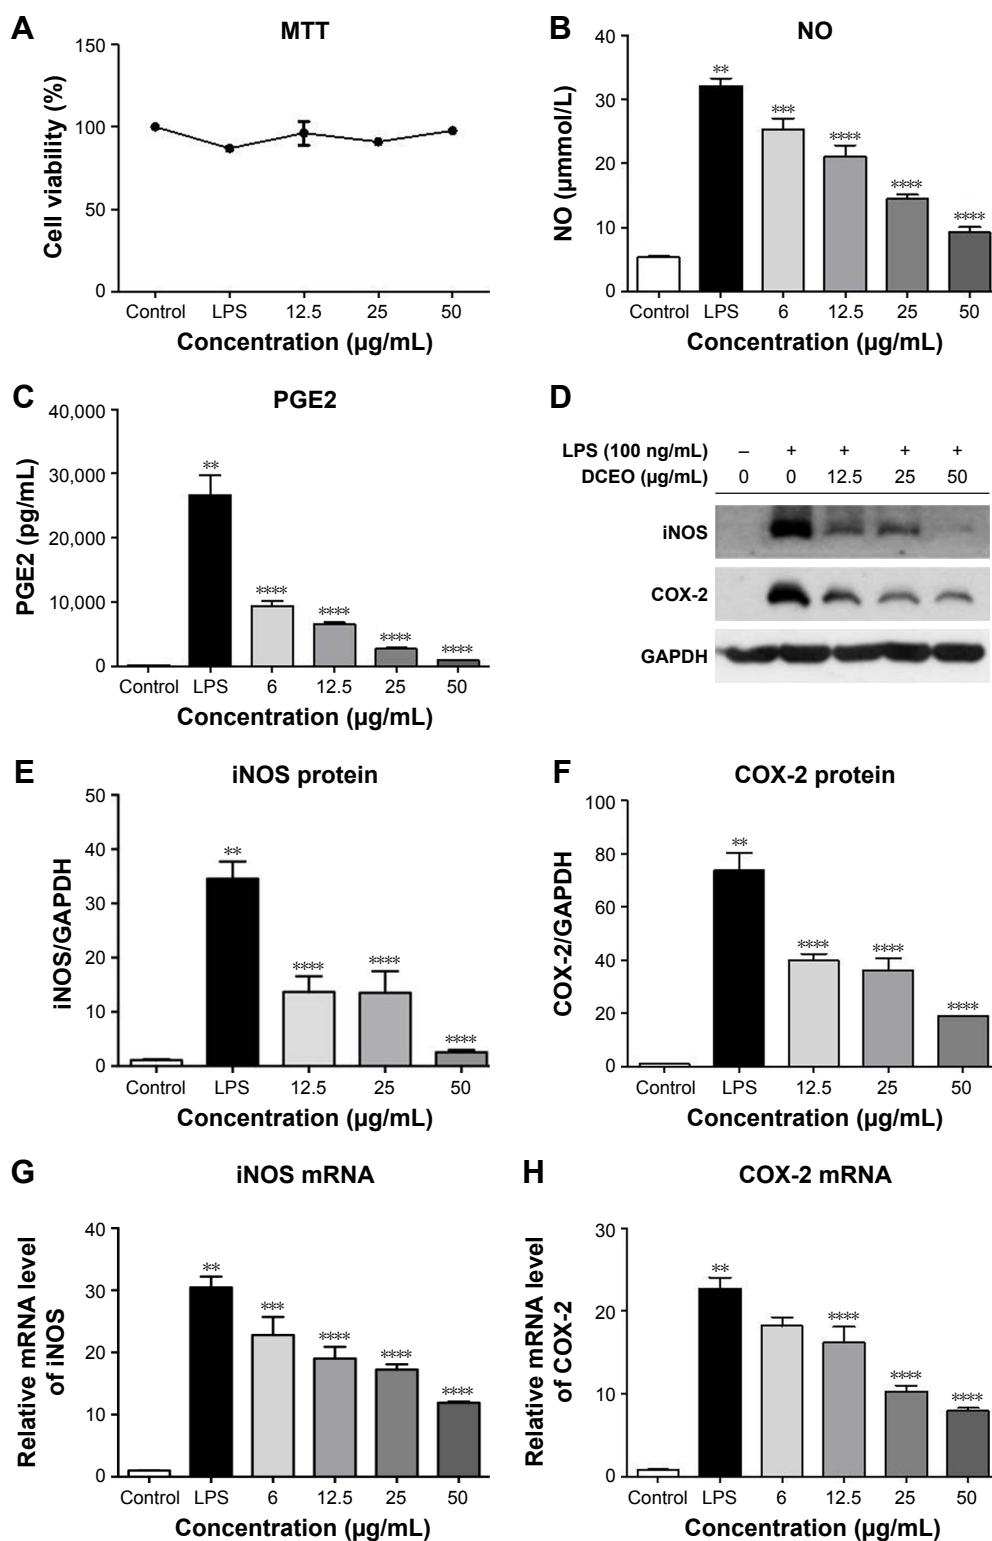 A
MTT
Cell viability (%)
150
100
50
0
Control LPS 12.5 25 50
Concentration (µg/mL)
B
NO
NO (µmmol/L)
40
30
20
10
0
** *** **** **** ****
Control LPS 6 12.5 25 50
Concentration (µg/mL)
C
PGE2
PGE2 (pg/mL)
40,000
30,000
20,000
10,000
0
** **** **** **** ****
Control LPS 6 12.5 25 50
Concentration (µg/mL)
D
LPS (100 ng/mL) – + + + +
DCEO (µg/mL) 0 0 12.5 25 50
iNOS
COX-2
GAPDH
E
iNOS protein
iNOS/GAPDH
50
40
30
20
10
0
** **** **** ****
Control LPS 12.5 25 50
Concentration (µg/mL)
F
COX-2 protein
COX-2/GAPDH
100
80
60
40
20
0
** **** **** ****
Control LPS 12.5 25 50
Concentration (µg/mL)
G
iNOS mRNA
Relative mRNA level
of iNOS
40
30
20
10
0
** *** **** **** ****
Control LPS 6 12.5 25 50
Concentration (µg/mL)
H
COX-2 mRNA
Relative mRNA level
of COX-2
30
20
10
0
** **** **** ****
Control LPS 6 12.5 25 50
Concentration (µg/mL)